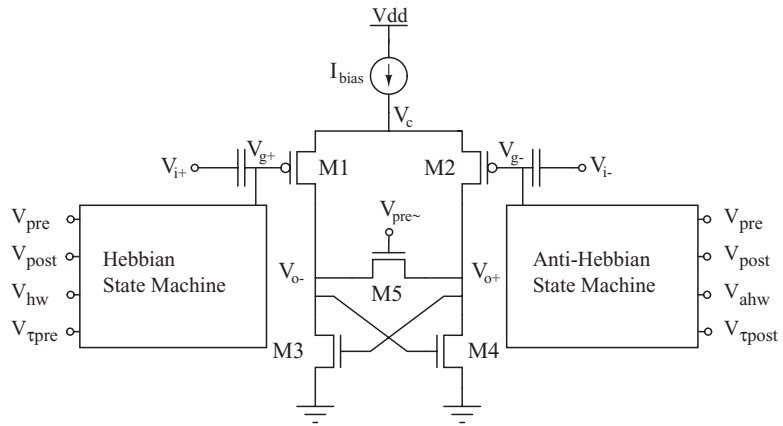 Vdd
I_bias
V_c
V_i+
V_g+
M1
M2
V_g-
V_i-
V_pre
V_post
V_hw
V_τpre
Hebbian
State Machine
V_pre~
V_o-
M5
V_o+
Anti-Hebbian
State Machine
V_pre
V_post
V_ahw
V_τpost
M3
M4